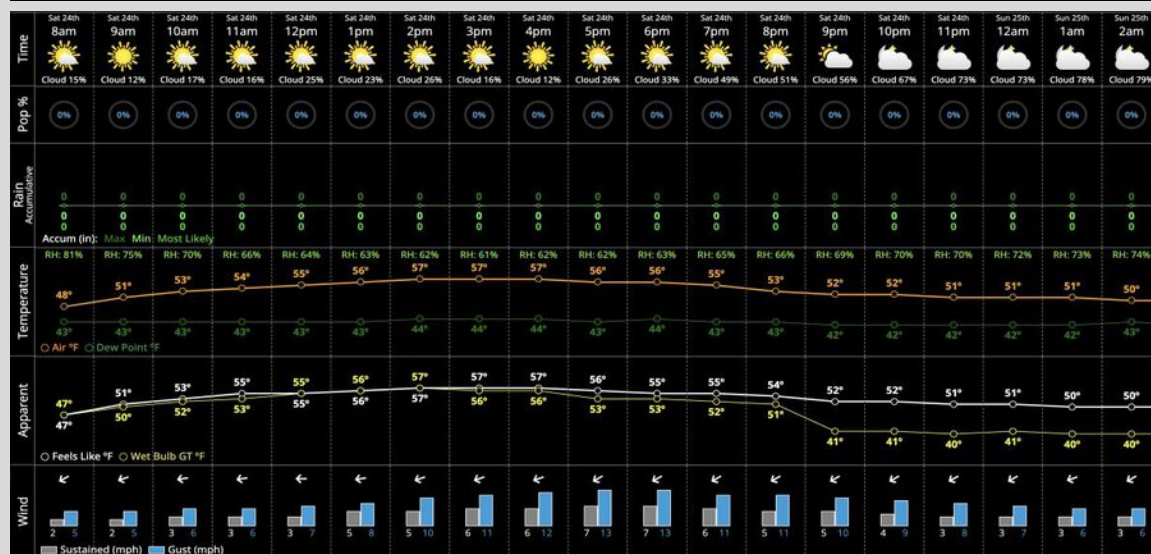 Sat 24th Sat 24th Sat 24th Sat 24th Sat 24th Sat 24th Sat 24th Sat 24th Sat 24th Sat 24th Sat 24th Sat 24th Sat 24th Sat 24th Sat 24th Sat 24th Sun 25th Sun 25th Sun 25th
8am 9am 10am 11am 12pm 1pm 2pm 3pm 4pm 5pm 6pm 7pm 8pm 9pm 10pm 11pm 12am 1am 2am
Time
Cloud 15% Cloud 12% Cloud 17% Cloud 16% Cloud 25% Cloud 23% Cloud 26% Cloud 16% Cloud 12% Cloud 26% Cloud 33% Cloud 49% Cloud 51% Cloud 56% Cloud 67% Cloud 73% Cloud 73% Cloud 78% Cloud 79%
Pop %
0% 0% 0% 0% 0% 0% 0% 0% 0% 0% 0% 0% 0% 0% 0% 0% 0% 0% 0%
Rain
Accumulative
0 0 0 0 0 0 0 0 0 0 0 0 0 0 0 0 0 0 0
0 0 0 0 0 0 0 0 0 0 0 0 0 0 0 0 0 0 0
0 0 0 0 0 0 0 0 0 0 0 0 0 0 0 0 0 0 0
Accum (in): Max Min Most Likely
Temperature
RH: 81% RH: 75% RH: 70% RH: 66% RH: 64% RH: 63% RH: 62% RH: 61% RH: 62% RH: 62% RH: 63% RH: 65% RH: 66% RH: 69% RH: 70% RH: 70% RH: 72% RH: 73% RH: 74%
48° 51° 53° 54° 55° 56° 57° 57° 57° 56° 56° 55° 53° 52° 52° 51° 51° 51° 50°
43° 43° 43° 43° 43° 43° 44° 44° 44° 43° 44° 43° 43° 42° 42° 42° 42° 42° 43°
Air °F Dew Point °F
Apparent
47° 51° 53° 55° 55° 56° 57° 57° 57° 56° 55° 55° 54° 52° 52° 51° 51° 50° 50°
47° 50° 52° 53° 55° 56° 57° 56° 56° 53° 53° 52° 51° 41° 41° 40° 41° 40° 40°
Feels Like °F Wet Bulb GT °F
Wind
2 5 2 5 3 6 3 6 3 7 5 8 5 10 6 11 6 12 7 13 7 13 6 11 5 11 5 10 4 9 3 8 3 7 3 6 3 6
Sustained (mph) Gust (mph)